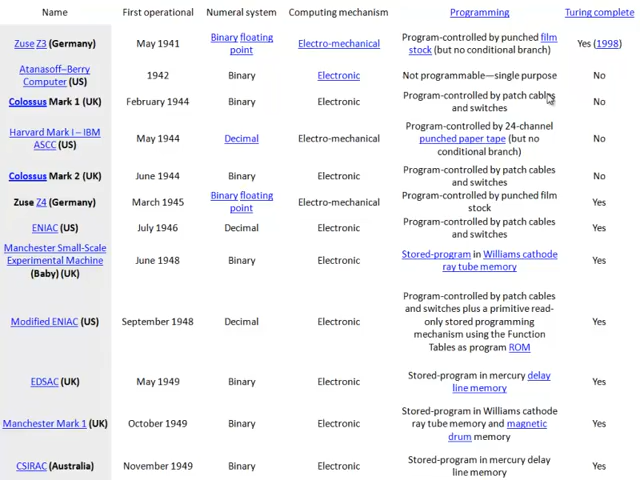 Name First operational Numeral system Computing mechanism Programming Turing complete
Zuse Z3 (Germany) May 1941 Binary floating point Electro-mechanical Program-controlled by punched film stock (but no conditional branch) Yes (1998)
Atanasoff–Berry Computer (US) 1942 Binary Electronic Not programmable—single purpose No
Colossus Mark 1 (UK) February 1944 Binary Electronic Program-controlled by patch cables and switches No
Harvard Mark I – IBM ASCC (US) May 1944 Decimal Electro-mechanical Program-controlled by 24-channel punched paper tape (but no conditional branch) No
Colossus Mark 2 (UK) June 1944 Binary Electronic Program-controlled by patch cables and switches No
Zuse Z4 (Germany) March 1945 Binary floating point Electro-mechanical Program-controlled by punched film stock Yes
ENIAC (US) July 1946 Decimal Electronic Program-controlled by patch cables and switches Yes
Manchester Small-Scale Experimental Machine (Baby) (UK) June 1948 Binary Electronic Stored-program in Williams cathode ray tube memory Yes
Modified ENIAC (US) September 1948 Decimal Electronic Program-controlled by patch cables and switches plus a primitive read-only stored programming mechanism using the Function Tables as program ROM Yes
EDSAC (UK) May 1949 Binary Electronic Stored-program in mercury delay line memory Yes
Manchester Mark 1 (UK) October 1949 Binary Electronic Stored-program in Williams cathode ray tube memory and magnetic drum memory Yes
CSIRAC (Australia) November 1949 Binary Electronic Stored-program in mercury delay line memory Yes